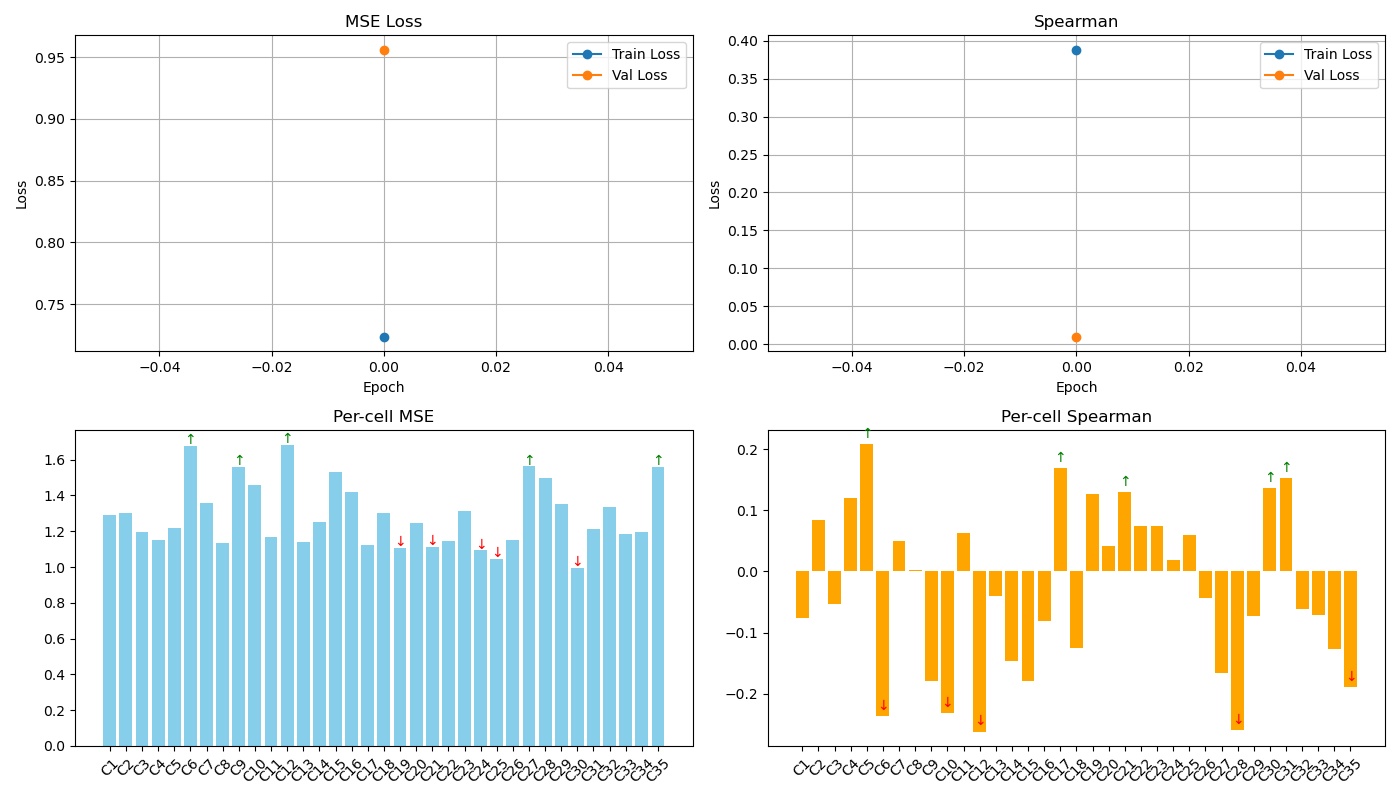 MSE Loss
Loss
0.95
0.90
0.85
0.80
0.75
Train Loss
Val Loss
−0.04
−0.02
0.00
0.02
0.04
Epoch
Spearman
Loss
0.40
0.35
0.30
0.25
0.20
0.15
0.10
0.05
0.00
Train Loss
Val Loss
−0.04
−0.02
0.00
0.02
0.04
Epoch
Per-cell MSE
1.6
1.4
1.2
1.0
0.8
0.6
0.4
0.2
0.0
↑
↑
↑
↓
↓
↓
↓
↑
↓
↑
C1
C2
C3
C4
C5
C6
C7
C8
C9
C10
C11
C12
C13
C14
C15
C16
C17
C18
C19
C20
C21
C22
C23
C24
C25
C26
C27
C28
C29
C30
C31
C32
C33
C34
C35
Per-cell Spearman
0.2
0.1
0.0
−0.1
−0.2
↑
↓
↓
↓
↑
↑
↓
↑
↑
↓
C1
C2
C3
C4
C5
C6
C7
C8
C9
C10
C11
C12
C13
C14
C15
C16
C17
C18
C19
C20
C21
C22
C23
C24
C25
C26
C27
C28
C29
C30
C31
C32
C33
C34
C35